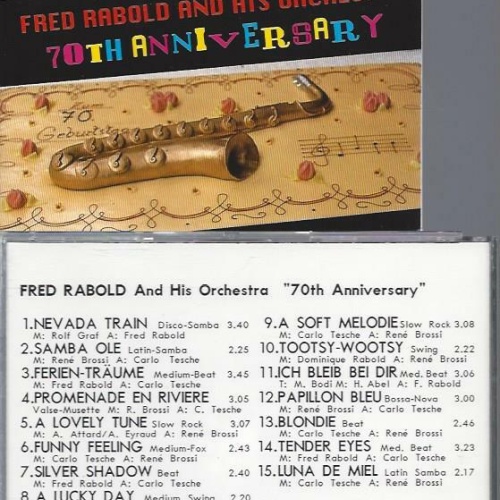 FRED RABOLD AND HIS
70TH ANNIVERSARY
Zum
70
Geburtstag
FRED RABOLD And His Orchestra "70th Anniversary"
1.NEVADA TRAIN Disco-Samba 3.40
M: Rolf Graf A: Fred Rabold
2.SAMBA OLE Latin-Samba 2.25
M: René Brossi A: Carlo Tesche
3.FERIEN-TRÄUME Medium-Beat 3.45
M: Fred Rabold A: Carlo Tesche
4.PROMENADE EN RIVIERE 3.05
Valse-Musette M: R. Brossi A: C. Tesche
5.A LOVELY TUNE Slow Rock 3.07
M: A. Attard/A. Eyraud A: René Brossi
6.FUNNY FEELING Medium-Fox 2.43
M: Carlo Tesche A: René Brossi
7.SILVER SHADOW Beat 2.40
M: Fred Rabold A: Carlo Tesche
8.A LUCKY DAY Medium Swing 2.20
9.A SOFT MELODIE Slow Rock 3.08
M: Carlo Tesche A: René Brossi
10.TOOTSY-WOOTSY Swing 2.22
M: Dominique Rabold A: René Brossi
11.ICH BLEIB BEI DIR Med. Beat 3.06
T: M. Bodi M: H. Abel A: F. Rabold
12.PAPILLON BLEU Bossa-Nova 3.00
M: René Brossi A: Carlo Tesche
13.BLONDIE Beat 2.46
M: Carlo Tesche A: René Brossi
14.TENDER EYES Med. Beat 3.23
M: Fred Rabold A: Carlo Tesche
15.LUNA DE MIEL Latin Samba 2.17
M: Carlo Tesche A: René Brossi